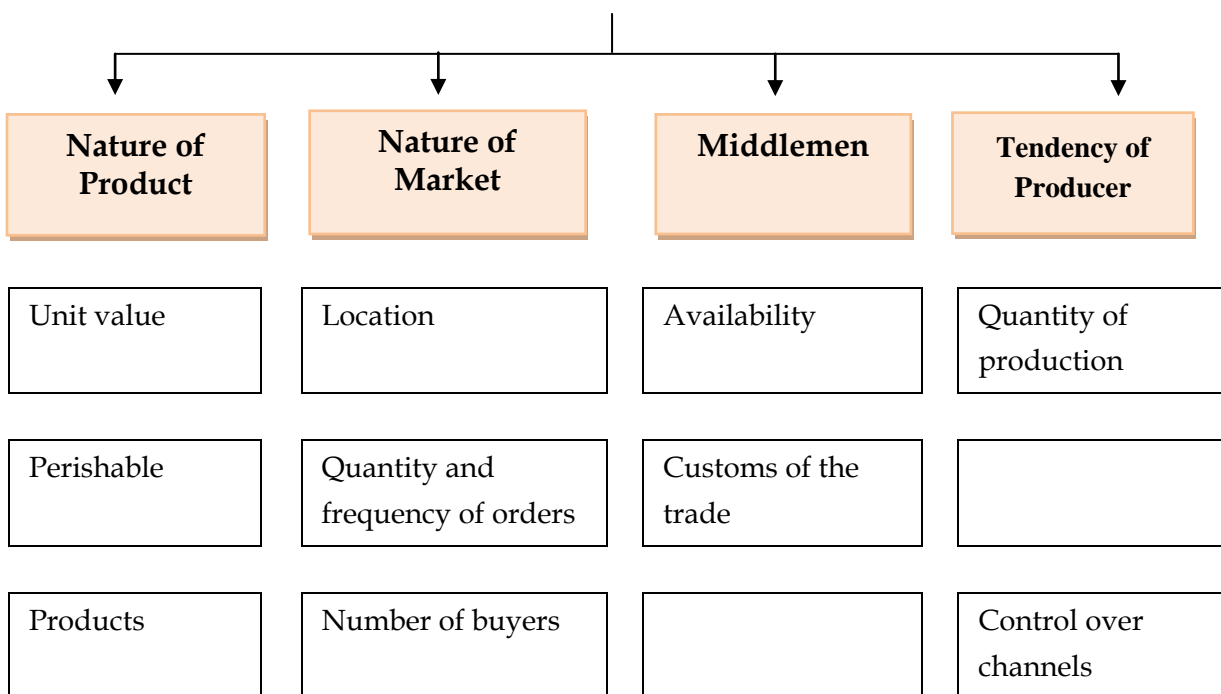 Nature of
Product
Nature of
Market
Middlemen
Tendency of
Producer
Unit value
Location
Availability
Quantity of
production
Perishable
Quantity and
frequency of orders
Customs of the
trade
Products
Number of buyers
Control over
channels